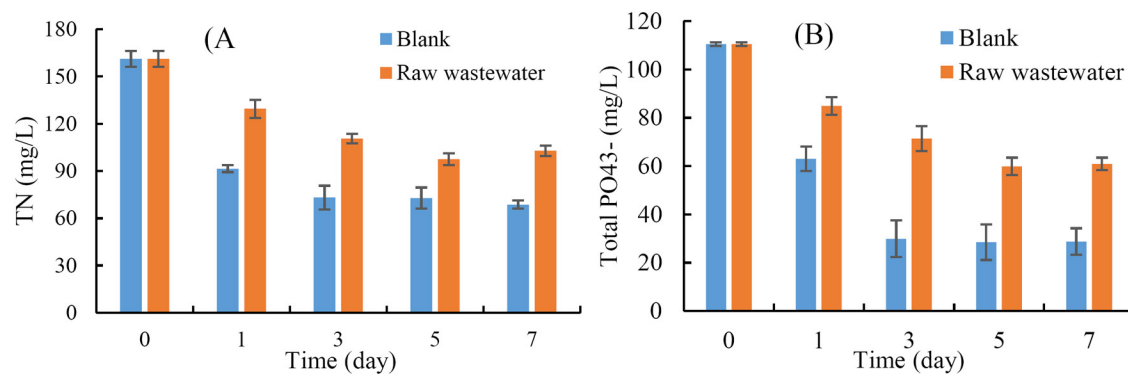 (A
Blank
Raw wastewater
TN (mg/L)
180
150
120
90
60
30
0
0 1 3 5 7
Time (day)
(B)
Blank
Raw wastewater
Total PO43- (mg/L)
120
100
80
60
40
20
0
0 1 3 5 7
Time (day)